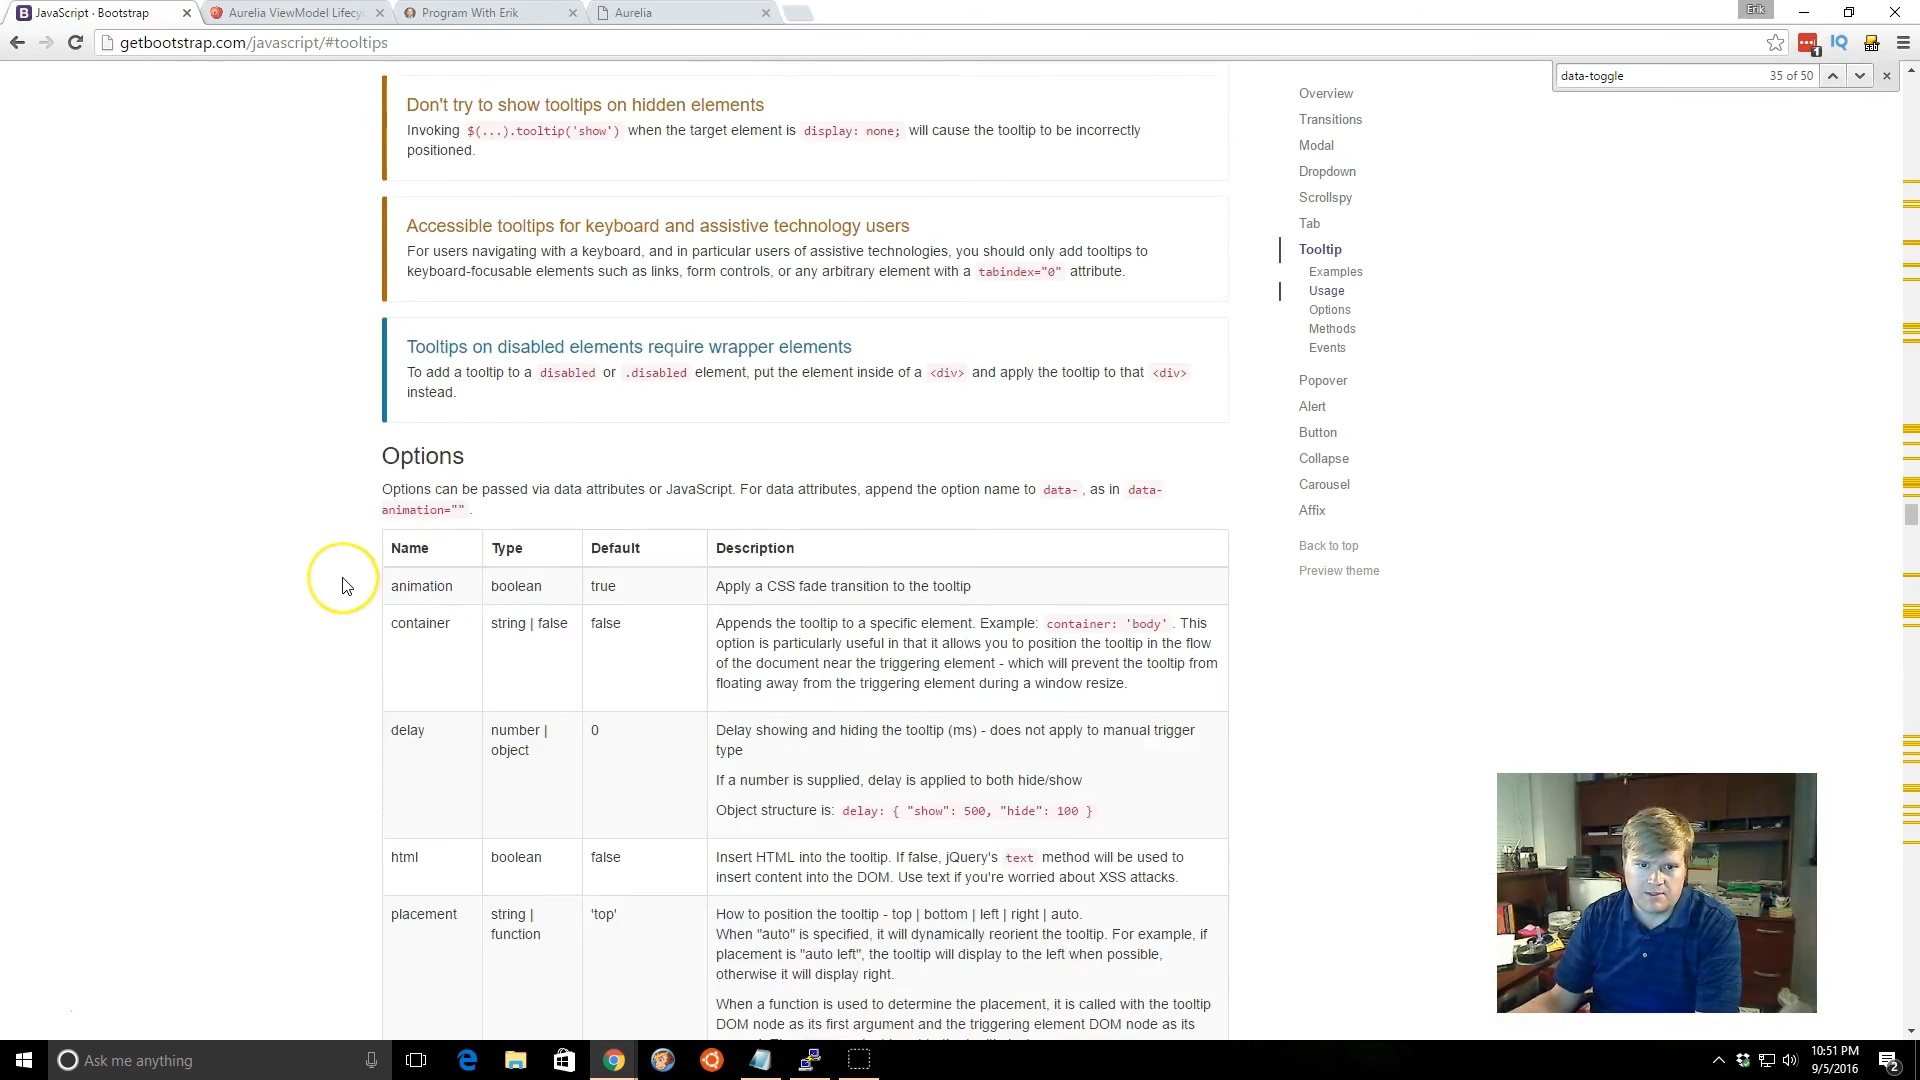 JavaScript · Bootstrap
Aurelia ViewModel Lifecy
Program With Erik
Aurelia
Erik
getbootstrap.com/javascript/#tooltips
data-toggle
35 of 50
Don't try to show tooltips on hidden elements
Invoking $(...).tooltip('show') when the target element is display: none; will cause the tooltip to be incorrectly
positioned.
Accessible tooltips for keyboard and assistive technology users
For users navigating with a keyboard, and in particular users of assistive technologies, you should only add tooltips to
keyboard-focusable elements such as links, form controls, or any arbitrary element with a tabindex="0" attribute.
Tooltips on disabled elements require wrapper elements
To add a tooltip to a disabled or .disabled element, put the element inside of a <div> and apply the tooltip to that <div>
instead.
Options
Options can be passed via data attributes or JavaScript. For data attributes, append the option name to data-, as in data-
animation="".
Name Type Default Description
animation boolean true Apply a CSS fade transition to the tooltip
container string | false false Appends the tooltip to a specific element. Example: container: 'body'. This
option is particularly useful in that it allows you to position the tooltip in the flow
of the document near the triggering element - which will prevent the tooltip from
floating away from the triggering element during a window resize.
delay number | 0 Delay showing and hiding the tooltip (ms) - does not apply to manual trigger
object type
If a number is supplied, delay is applied to both hide/show
Object structure is: delay: { "show": 500, "hide": 100 }
html boolean false Insert HTML into the tooltip. If false, jQuery's text method will be used to
insert content into the DOM. Use text if you're worried about XSS attacks.
placement string | 'top' How to position the tooltip - top | bottom | left | right | auto.
function When "auto" is specified, it will dynamically reorient the tooltip. For example, if
placement is "auto left", the tooltip will display to the left when possible,
otherwise it will display right.
When a function is used to determine the placement, it is called with the tooltip
DOM node as its first argument and the triggering element DOM node as its
Overview
Transitions
Modal
Dropdown
Scrollspy
Tab
Tooltip
Examples
Usage
Options
Methods
Events
Popover
Alert
Button
Collapse
Carousel
Affix
Back to top
Preview theme
Ask me anything
10:51 PM
9/5/2016
2